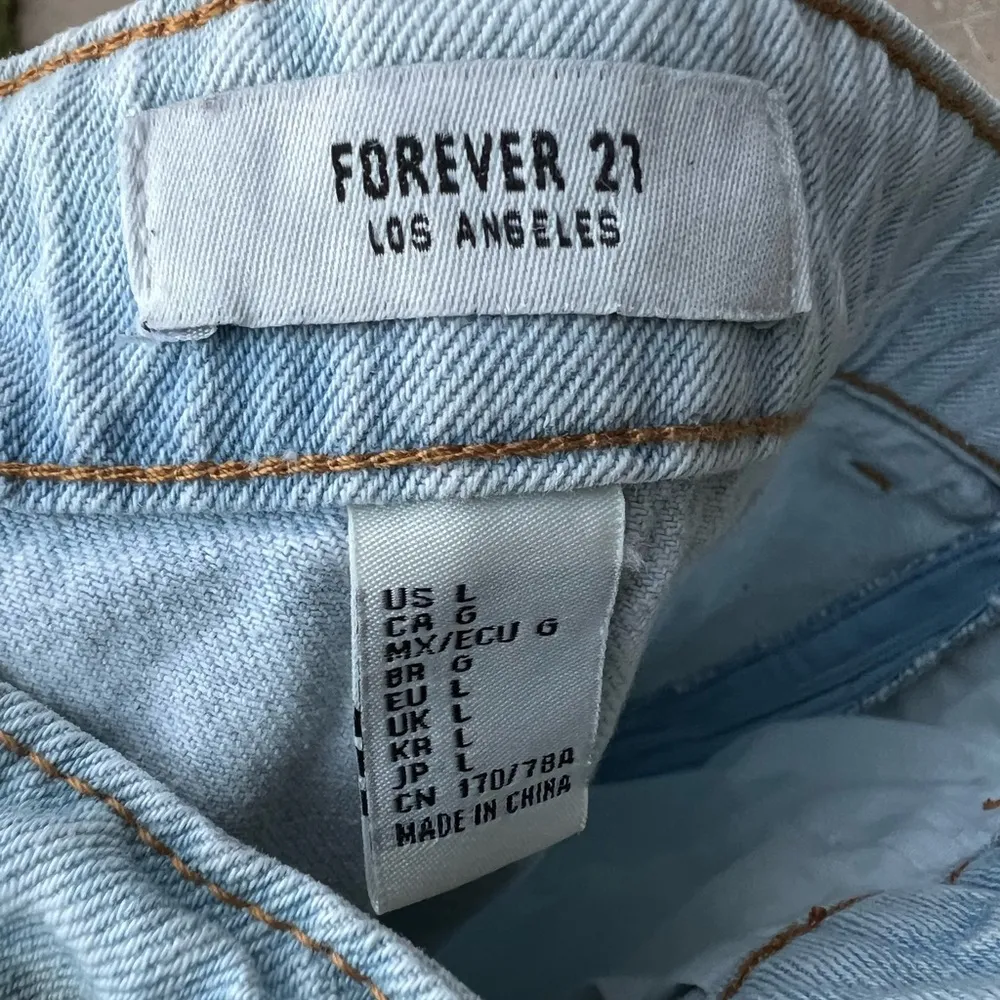 FOREVER 21
LOS ANGELES
US L
CA G
MX/ECU G
BR G
EU L
UK L
KR L
JP L
CN 170/78A
MADE IN CHINA